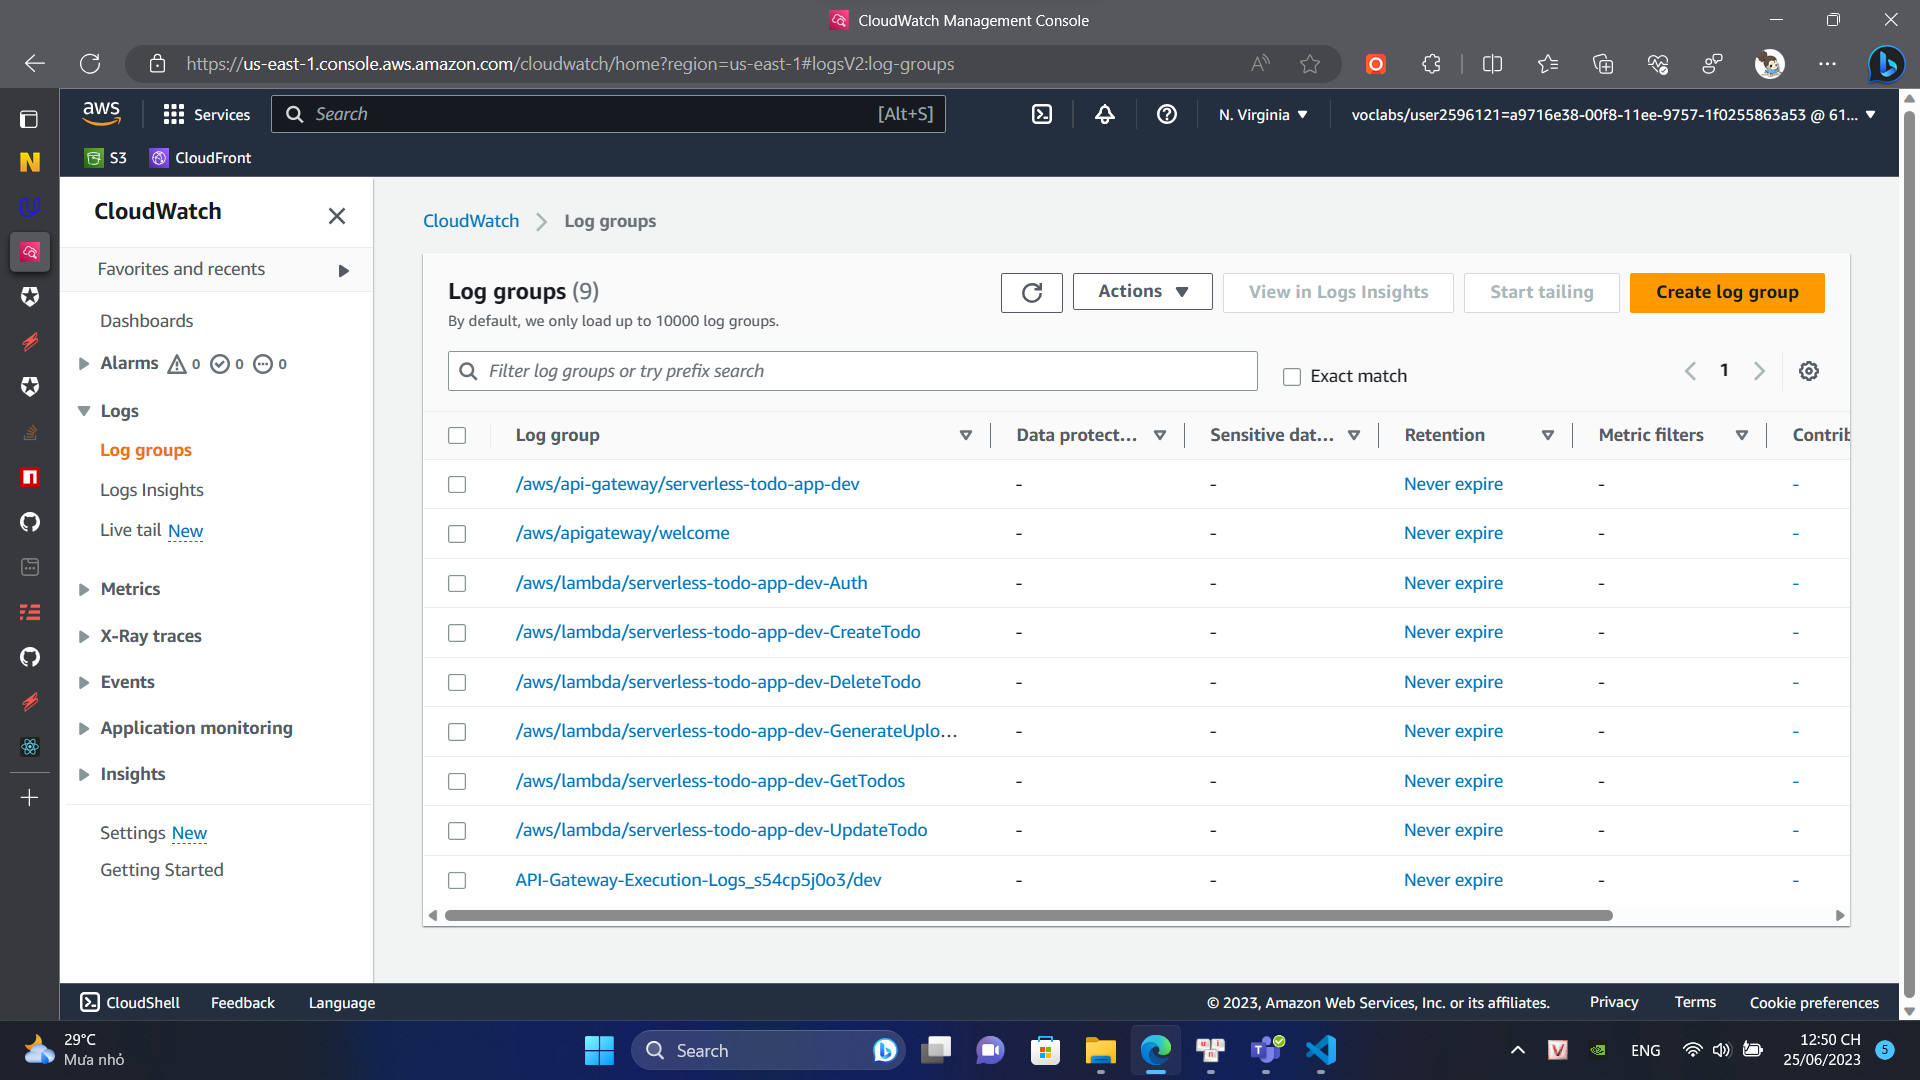 CloudWatch Management Console
https://us-east-1.console.aws.amazon.com/cloudwatch/home?region=us-east-1#logsV2:log-groups
aws
Services
Search
[Alt+S]
N. Virginia
voclabs/user2596121=a9716e38-00f8-11ee-9757-1f0255863a53 @ 61...
S3
CloudFront
CloudWatch
Favorites and recents
Dashboards
Alarms 0 0 0
Logs
Log groups
Logs Insights
Live tail New
Metrics
X-Ray traces
Events
Application monitoring
Insights
Settings New
Getting Started
CloudWatch
Log groups
Log groups (9)
By default, we only load up to 10000 log groups.
Actions
View in Logs Insights
Start tailing
Create log group
Filter log groups or try prefix search
Exact match
1
Log group Data protect... Sensitive dat... Retention Metric filters Contrib
/aws/api-gateway/serverless-todo-app-dev - - Never expire - -
/aws/apigateway/welcome - - Never expire - -
/aws/lambda/serverless-todo-app-dev-Auth - - Never expire - -
/aws/lambda/serverless-todo-app-dev-CreateTodo - - Never expire - -
/aws/lambda/serverless-todo-app-dev-DeleteTodo - - Never expire - -
/aws/lambda/serverless-todo-app-dev-GenerateUplo... - - Never expire - -
/aws/lambda/serverless-todo-app-dev-GetTodos - - Never expire - -
/aws/lambda/serverless-todo-app-dev-UpdateTodo - - Never expire - -
API-Gateway-Execution-Logs_s54cp5j0o3/dev - - Never expire - -
CloudShell
Feedback
Language
© 2023, Amazon Web Services, Inc. or its affiliates.
Privacy
Terms
Cookie preferences
29°C
Mưa nhỏ
Search
ENG
12:50 CH
25/06/2023
5